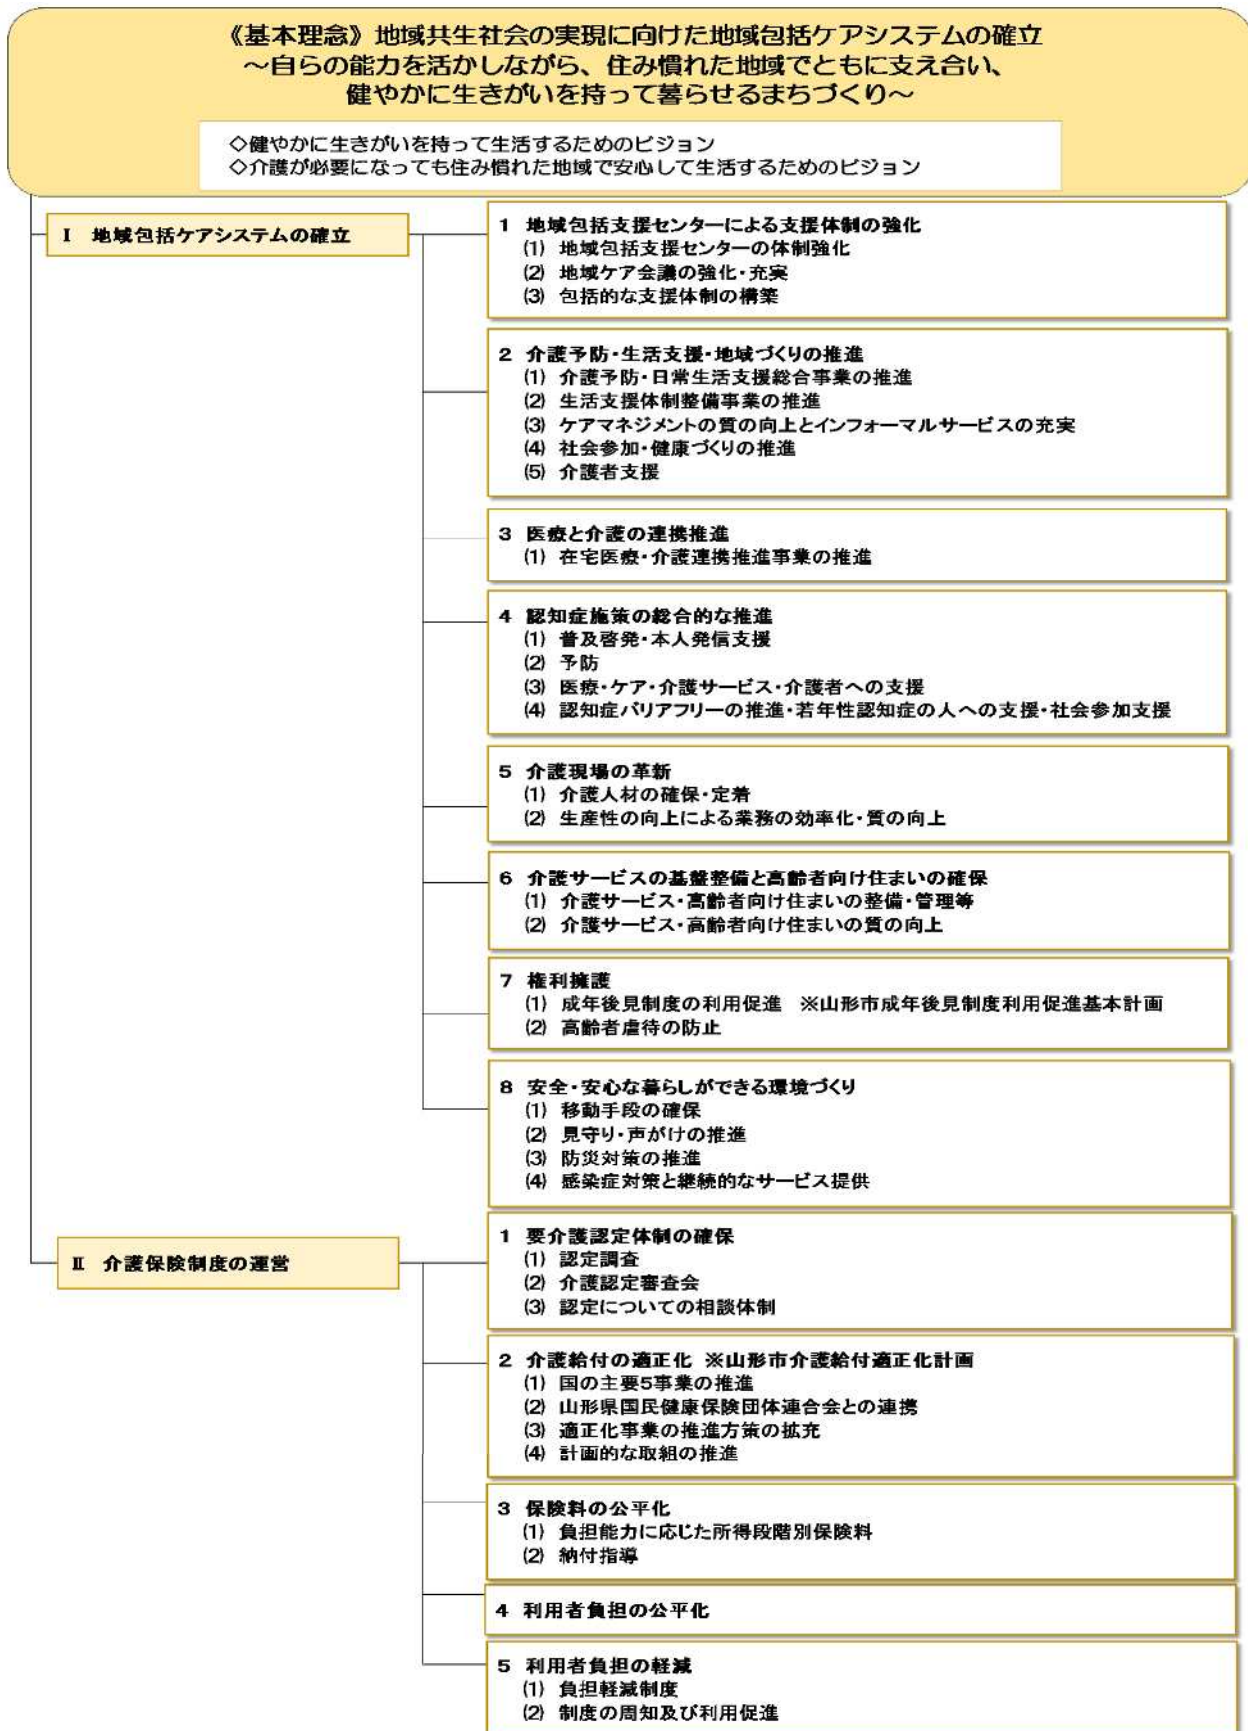 《基本理念》地域共生社会の実現に向けた地域包括ケアシステムの確立
～自らの能力を活かしながら、住み慣れた地域でともに支え合い、
健やかに生きがいを持って暮らせるまちづくり～
◇健やかに生きがいを持って生活するためのビジョン
◇介護が必要になっても住み慣れた地域で安心して生活するためのビジョン
Ⅰ 地域包括ケアシステムの確立
1 地域包括支援センターによる支援体制の強化
(1) 地域包括支援センターの体制強化
(2) 地域ケア会議の強化・充実
(3) 包括的な支援体制の構築
2 介護予防・生活支援・地域づくりの推進
(1) 介護予防・日常生活支援総合事業の推進
(2) 生活支援体制整備事業の推進
(3) ケアマネジメントの質の向上とインフォーマルサービスの充実
(4) 社会参加・健康づくりの推進
(5) 介護者支援
3 医療と介護の連携推進
(1) 在宅医療・介護連携推進事業の推進
4 認知症施策の総合的な推進
(1) 普及啓発・本人発信支援
(2) 予防
(3) 医療・ケア・介護サービス・介護者への支援
(4) 認知症バリアフリーの推進・若年性認知症の人への支援・社会参加支援
5 介護現場の革新
(1) 介護人材の確保・定着
(2) 生産性の向上による業務の効率化・質の向上
6 介護サービスの基盤整備と高齢者向け住まいの確保
(1) 介護サービス・高齢者向け住まいの整備・管理等
(2) 介護サービス・高齢者向け住まいの質の向上
7 権利擁護
(1) 成年後見制度の利用促進 ※山形市成年後見制度利用促進基本計画
(2) 高齢者虐待の防止
8 安全・安心な暮らしができる環境づくり
(1) 移動手段の確保
(2) 見守り・声がけの推進
(3) 防災対策の推進
(4) 感染症対策と継続的なサービス提供
Ⅱ 介護保険制度の運営
1 要介護認定体制の確保
(1) 認定調査
(2) 介護認定審査会
(3) 認定についての相談体制
2 介護給付の適正化 ※山形市介護給付適正化計画
(1) 国の主要5事業の推進
(2) 山形県国民健康保険団体連合会との連携
(3) 適正化事業の推進方策の拡充
(4) 計画的な取組の推進
3 保険料の公平化
(1) 負担能力に応じた所得段階別保険料
(2) 納付指導
4 利用者負担の公平化
5 利用者負担の軽減
(1) 負担軽減制度
(2) 制度の周知及び利用促進